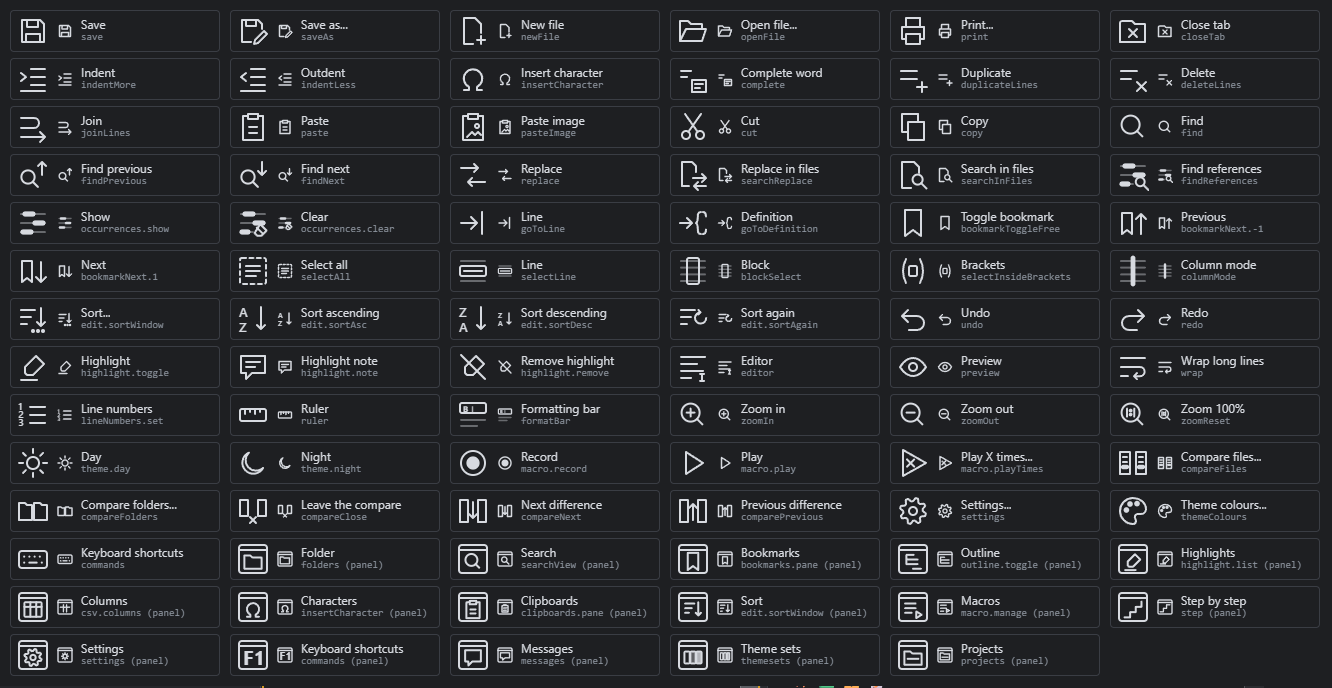 Save
save
Save as...
saveAs
New file
newFile
Open file...
openFile
Print...
print
Close tab
closeTab
Indent
indentMore
Outdent
indentLess
Insert character
insertCharacter
Complete word
complete
Duplicate
duplicateLines
Delete
deleteLines
Join
joinLines
Paste
paste
Paste image
pasteImage
Cut
cut
Copy
copy
Find
find
Find previous
findPrevious
Find next
findNext
Replace
replace
Replace in files
searchReplace
Search in files
searchInFiles
Find references
findReferences
Show
occurrences.show
Clear
occurrences.clear
Line
goToLine
Definition
goToDefinition
Toggle bookmark
bookmarkToggleFree
Previous
bookmarkNext.-1
Next
bookmarkNext.1
Select all
selectAll
Line
selectLine
Block
blockSelect
Brackets
selectInsideBrackets
Column mode
columnMode
Sort...
edit.sortWindow
A Z
Sort ascending
edit.sortAsc
Z A
Sort descending
edit.sortDesc
Sort again
edit.sortAgain
Undo
undo
Redo
redo
Highlight
highlight.toggle
Highlight note
highlight.note
Remove highlight
highlight.remove
Editor
editor
Preview
preview
Wrap long lines
wrap
1 2 3
Line numbers
lineNumbers.set
Ruler
ruler
B I
Formatting bar
formatBar
Zoom in
zoomIn
Zoom out
zoomOut
Zoom 100%
zoomReset
Day
theme.day
Night
theme.night
Record
macro.record
Play
macro.play
Play X times...
macro.playTimes
Compare files...
compareFiles
Compare folders...
compareFolders
Leave the compare
compareClose
Next difference
compareNext
Previous difference
comparePrevious
Settings...
settings
Theme colours...
themeColours
Keyboard shortcuts
commands
Folder
folders (panel)
Search
searchView (panel)
Bookmarks
bookmarks.pane (panel)
Outline
outline.toggle (panel)
Highlights
highlight.list (panel)
Columns
csv.columns (panel)
Ω
Characters
insertCharacter (panel)
Clipboards
clipboards.pane (panel)
Sort
edit.sortWindow (panel)
Macros
macro.manage (panel)
Step by step
step (panel)
Settings
settings (panel)
F1
Keyboard shortcuts
commands (panel)
Messages
messages (panel)
Theme sets
themesets (panel)
Projects
projects (panel)